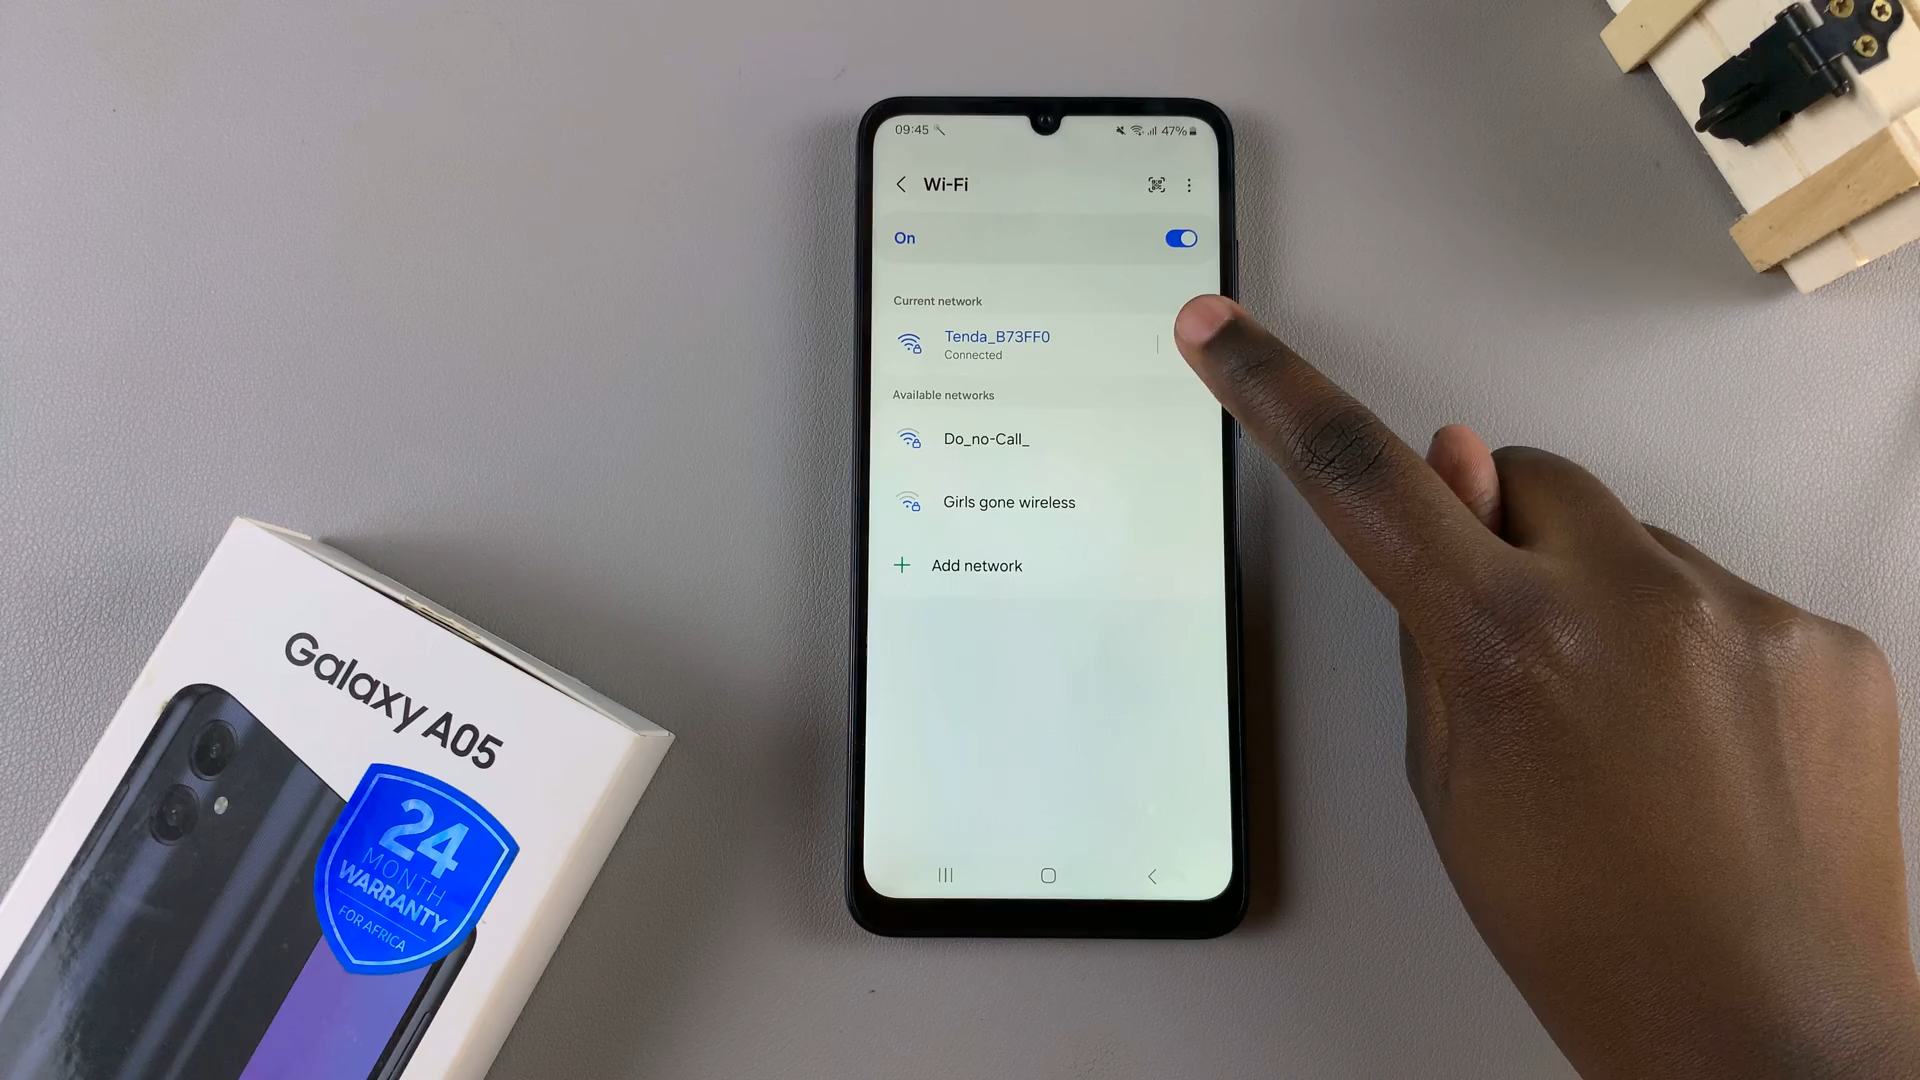 09:45
47%
Wi-Fi
On
Current network
Tenda_B73FF0
Connected
Available networks
Do_no-Call_
Girls gone wireless
Add network
Galaxy A05
24
MONTH
WARRANTY
FOR AFRICA